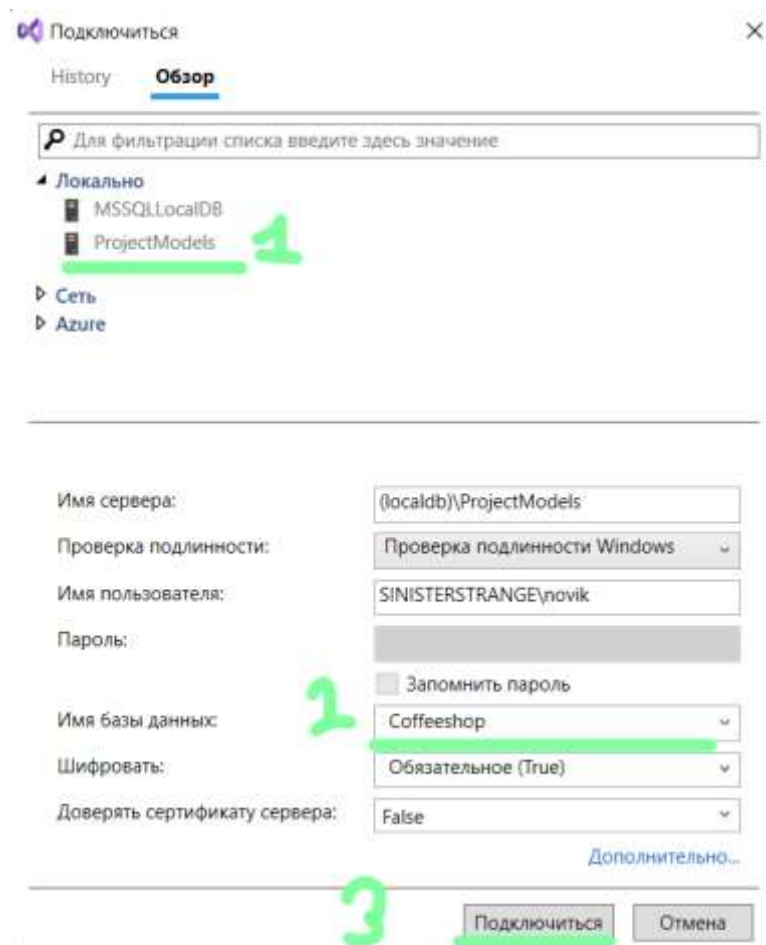 Подключиться
History Обзор
Для фильтрации списка введите здесь значение
Локально
MSSQLLocalDB
ProjectModels 1
Сеть
Azure
Имя сервера: (localdb)\ProjectModels
Проверка подлинности: Проверка подлинности Windows
Имя пользователя: SINISTERSTRANGE\novik
Пароль:
Запомнить пароль
Имя базы данных: 2 Coffeeshop
Шифровать: Обязательное (True)
Доверять сертификату сервера: False
Дополнительно...
3 Подключиться Отмена